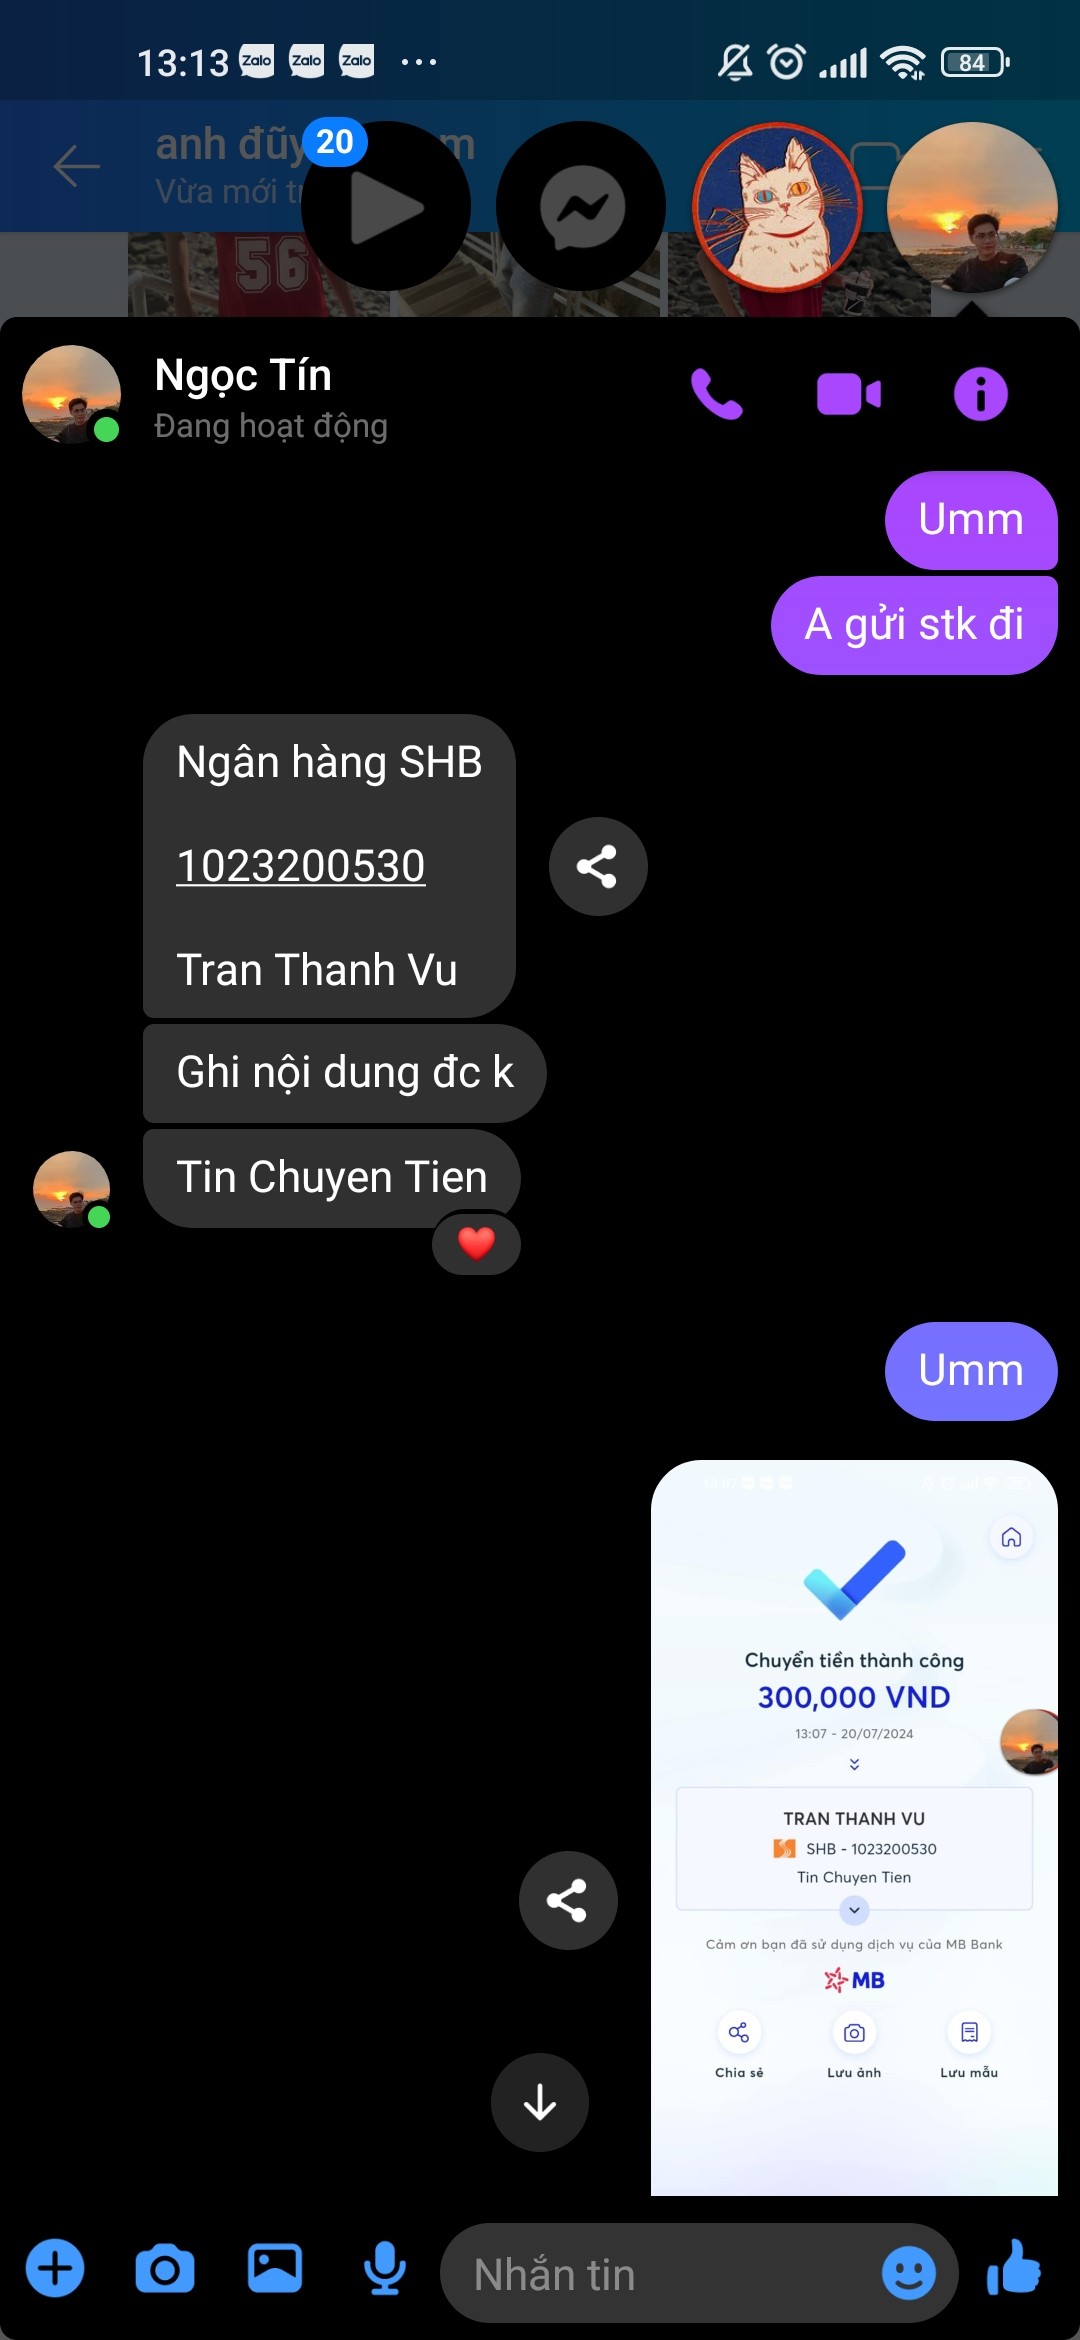 13:13 Zalo Zalo Zalo ... 84
20
Vừa mới
56
Ngọc Tín
Đang hoạt động
Umm
A gửi stk đi
Ngân hàng SHB
1023200530
Tran Thanh Vu
Ghi nội dung đc k
Tin Chuyen Tien
Umm
Chuyển tiền thành công
300,000 VND
13:07 - 20/07/2024
TRAN THANH VU
SHB - 1023200530
Tin Chuyen Tien
Cảm ơn bạn đã sử dụng dịch vụ của MB Bank
MB
Chia sẻ Lưu ảnh Lưu mẫu
Nhắn tin